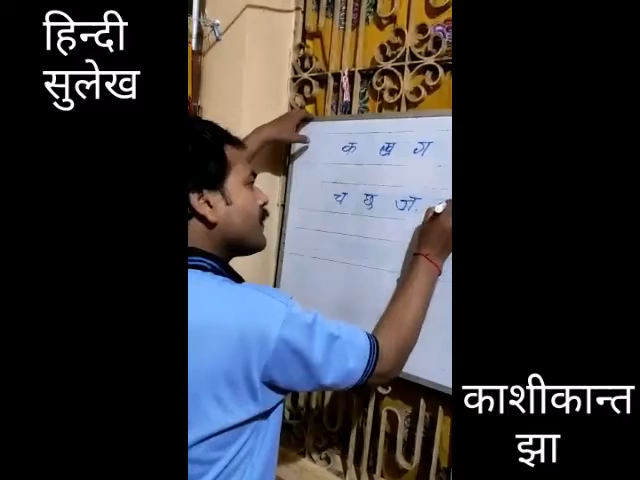 हिन्दी
सुलेख
क ख ग
च छ ज
काशीकान्त
झा